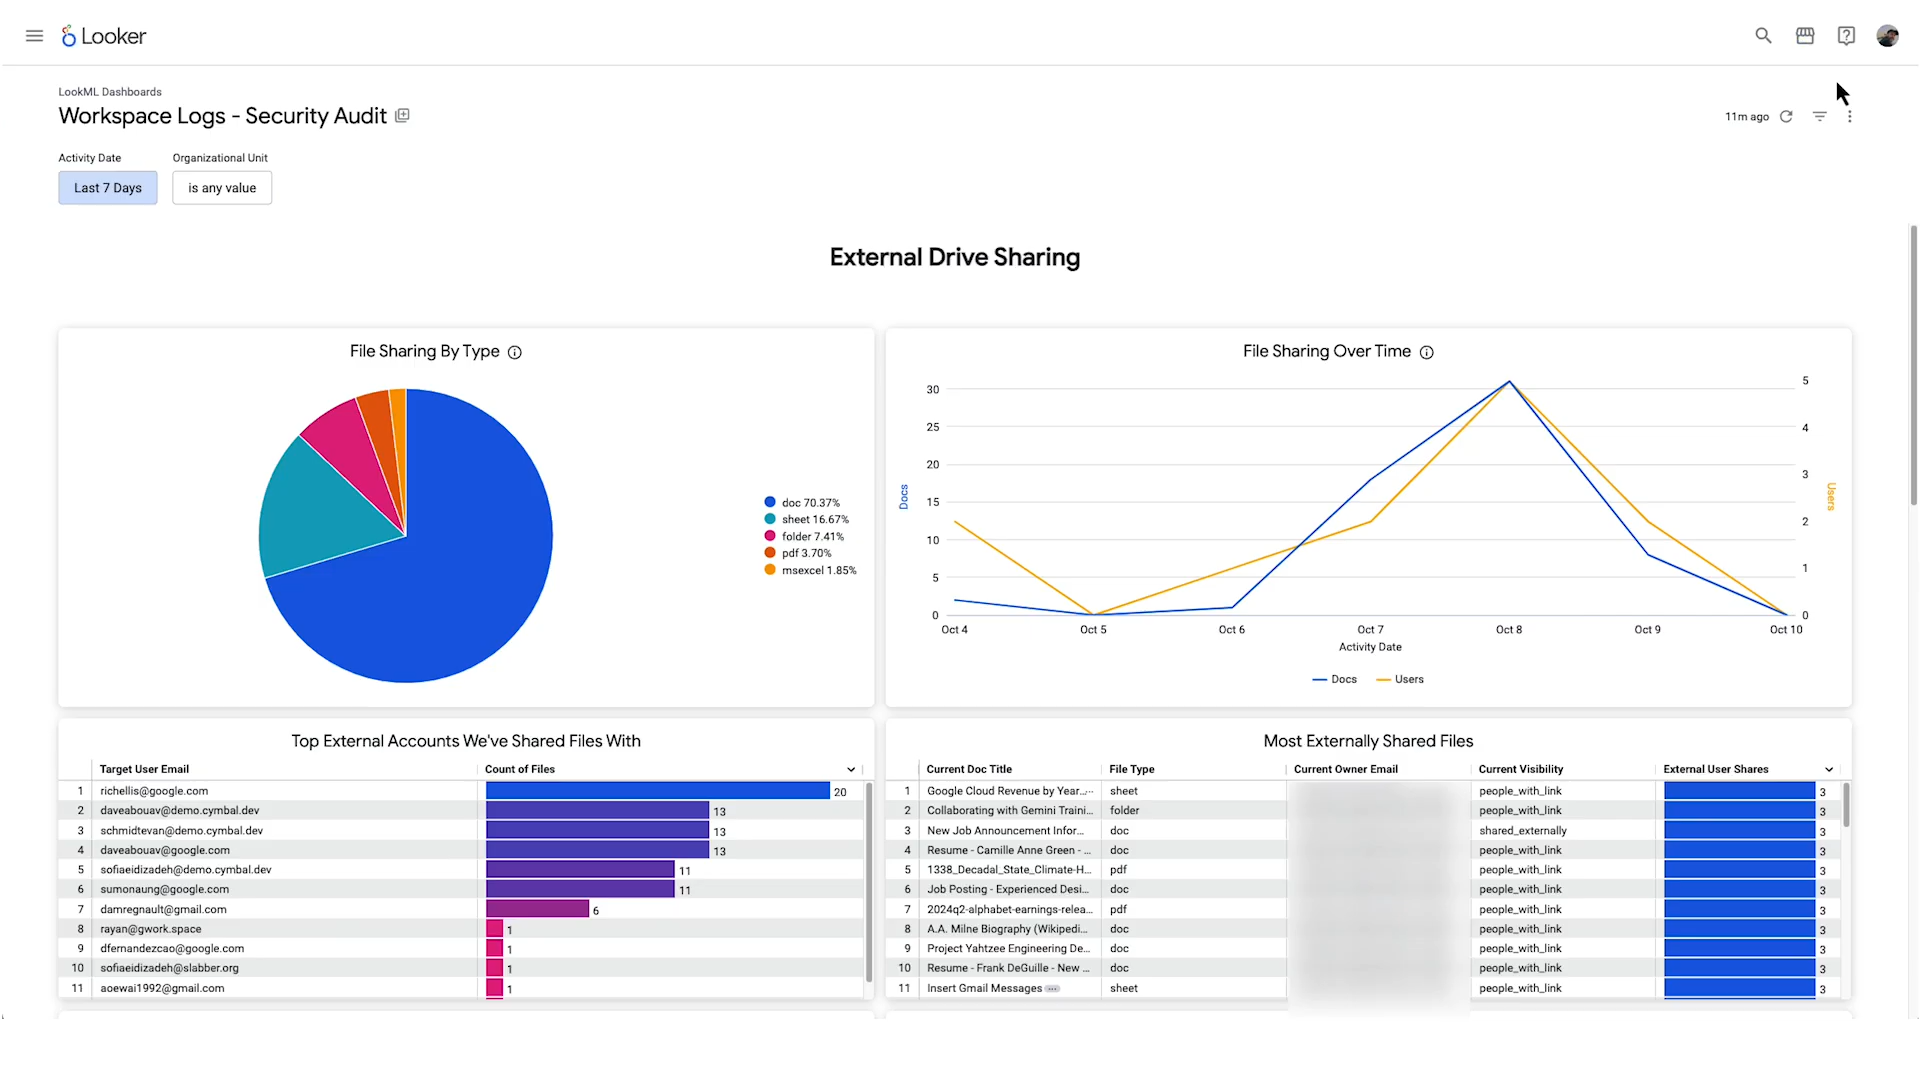 Looker
LookML Dashboards
Workspace Logs - Security Audit
11m ago
Activity Date
Organizational Unit
Last 7 Days
is any value
External Drive Sharing
File Sharing By Type
doc 70.37%
sheet 16.67%
folder 7.41%
pdf 3.70%
msexcel 1.85%
File Sharing Over Time
30
25
20
15
10
5
0
Docs
5
4
3
2
1
0
Users
Oct 4 Oct 5 Oct 6 Oct 7 Oct 8 Oct 9 Oct 10
Activity Date
Docs Users
Top External Accounts We've Shared Files With
Target User Email Count of Files
1 richellis@google.com 20
2 daveabouav@demo.cymbal.dev 13
3 schmidtevan@demo.cymbal.dev 13
4 daveabouav@google.com 13
5 sofiaeidizadeh@demo.cymbal.dev 11
6 sumonaung@google.com 11
7 damregnault@gmail.com 6
8 rayan@gwork.space 1
9 dfernandezcao@google.com 1
10 sofiaeidizadeh@slabber.org 1
11 aoewai1992@gmail.com 1
Most Externally Shared Files
Current Doc Title File Type Current Owner Email Current Visibility External User Shares
1 Google Cloud Revenue by Year... sheet people_with_link 3
2 Collaborating with Gemini Traini... folder people_with_link 3
3 New Job Announcement Infor... doc shared_externally 3
4 Resume - Camille Anne Green - ... doc people_with_link 3
5 1338_Decadal_State_Climate-H... pdf people_with_link 3
6 Job Posting - Experienced Desi... doc people_with_link 3
7 2024q2-alphabet-earnings-relea... pdf people_with_link 3
8 A.A. Milne Biography (Wikipedi... doc people_with_link 3
9 Project Yahtzee Engineering De... doc people_with_link 3
10 Resume - Frank DeGuille - New ... doc people_with_link 3
11 Insert Gmail Messages ... sheet people_with_link 3